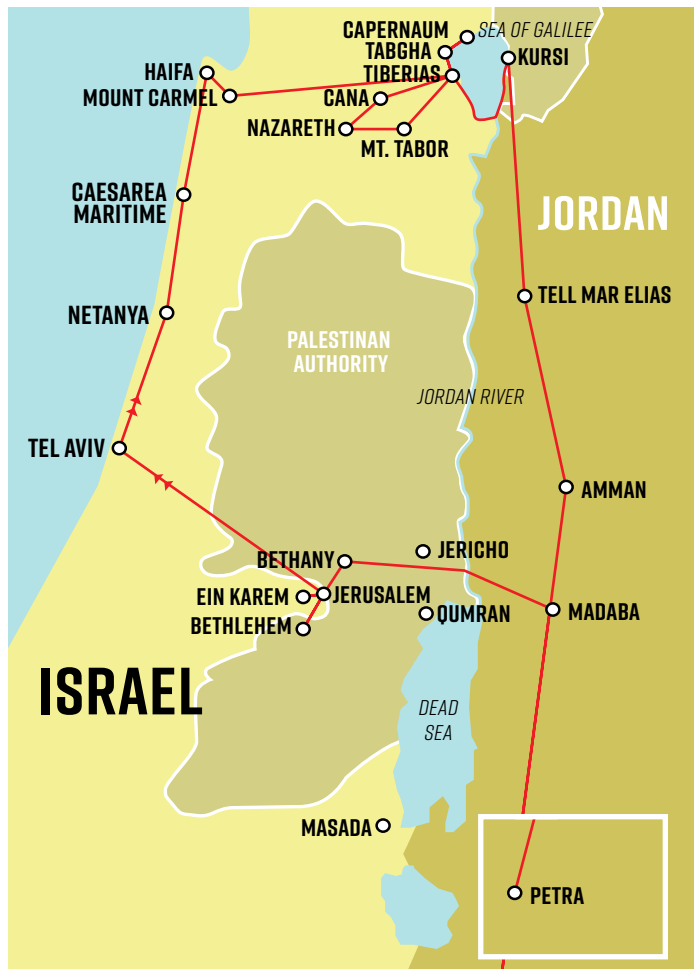 CAPERNAUM
SEA OF GALILEE
TABGHA
KURSI
HAIFA
TIBERIAS
MOUNT CARMEL
CANA
NAZARETH
MT. TABOR
CAESAREA
MARITIME
JORDAN
TELL MAR ELIAS
NETANYA
PALESTINAN
AUTHORITY
JORDAN RIVER
TEL AVIV
AMMAN
JERICHO
BETHANY
EIN KAREM
JERUSALEM
QUMRAN
MADABA
BETHLEHEM
ISRAEL
DEAD
SEA
MASADA
PETRA